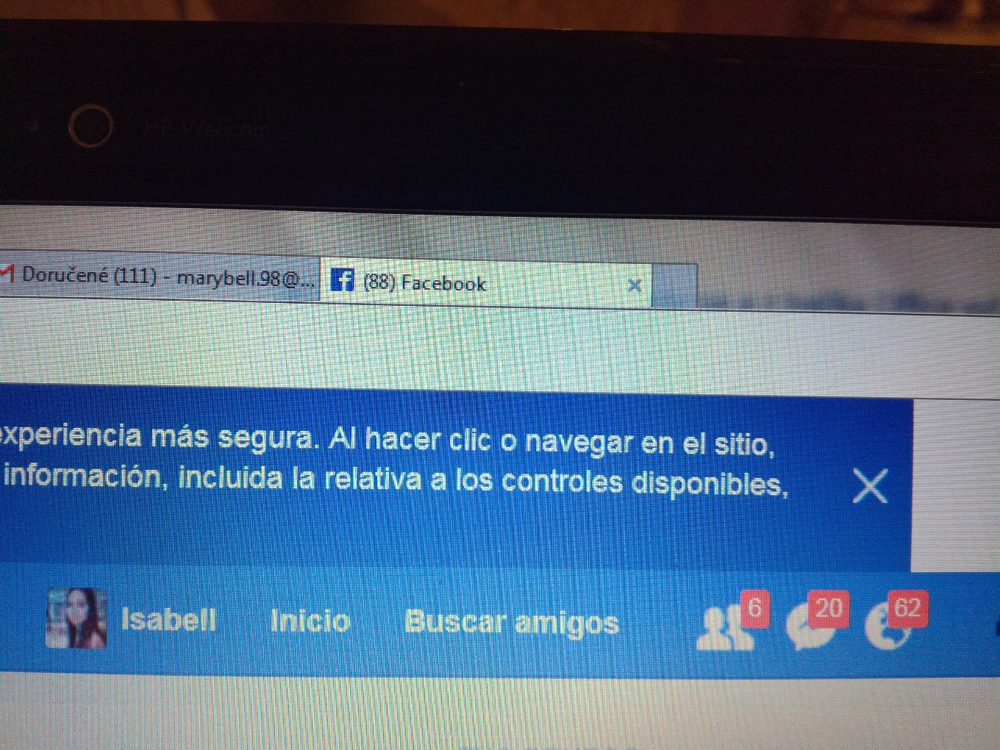 HP Webcam
Doručené (111) - marybell.98@...
(88) Facebook
experiencia más segura. Al hacer clic o navegar en el sitio,
información, incluida la relativa a los controles disponibles,
Isabell
Inicio
Buscar amigos
6
20
62